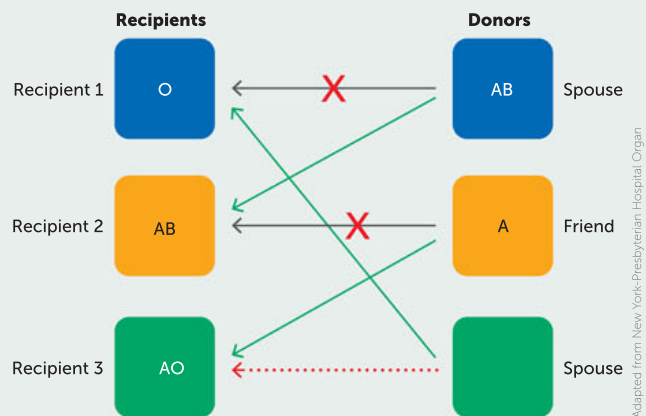 Recipients Donors
Recipient 1 O X AB Spouse
Recipient 2 AB X A Friend
Recipient 3 AO Spouse
Adapted from New York-Presbyterian Hospital Organ